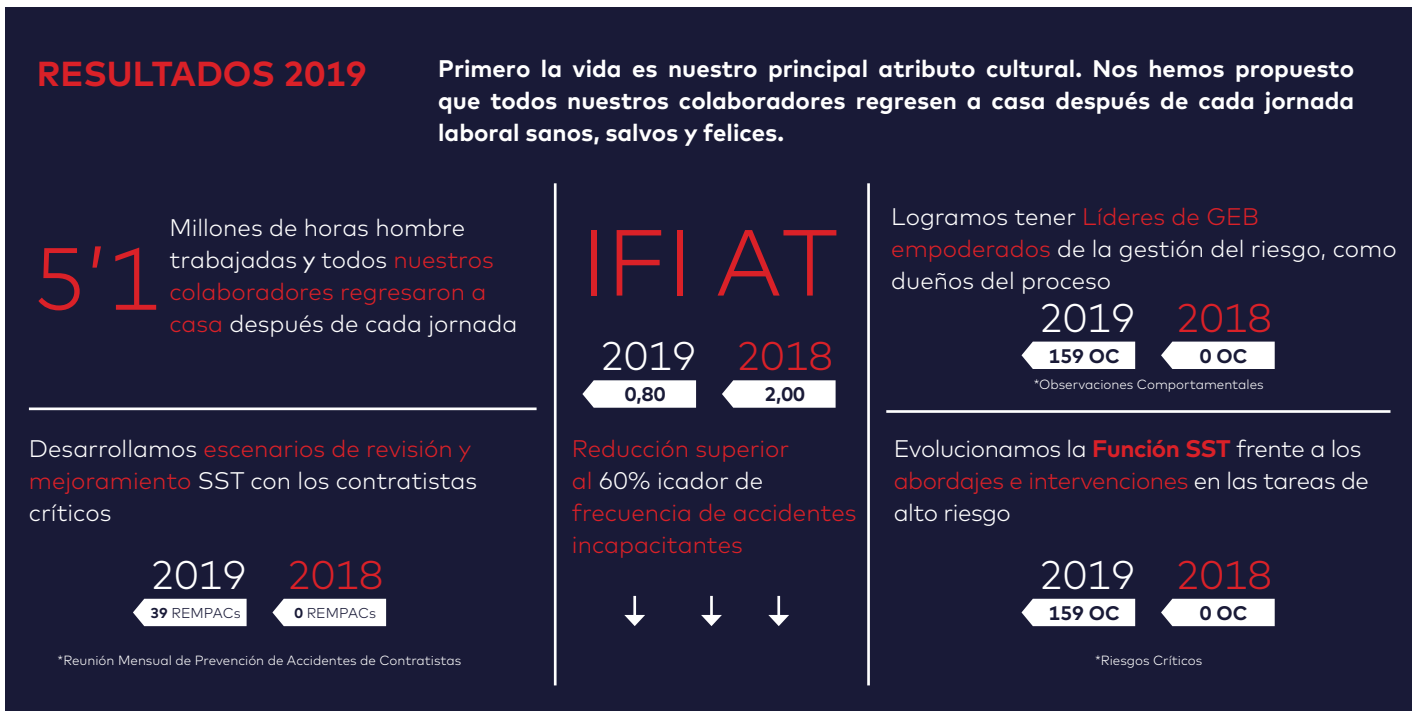 RESULTADOS 2019
Primero la vida es nuestro principal atributo cultural. Nos hemos propuesto
que todos nuestros colaboradores regresen a casa después de cada jornada
laboral sanos, salvos y felices.
5'1
Millones de horas hombre
trabajadas y todos nuestros
colaboradores regresaron a
casa después de cada jornada
Desarrollamos escenarios de revisión y
mejoramiento SST con los contratistas
críticos
2019 2018
39 REMPACs 0 REMPACs
*Reunión Mensual de Prevención de Accidentes de Contratistas
IFI AT
2019 2018
0,80 2,00
Reducción superior
al 60% icador de
frecuencia de accidentes
incapacitantes
Logramos tener Líderes de GEB
empoderados de la gestión del riesgo, como
dueños del proceso
2019 2018
159 OC 0 OC
*Observaciones Comportamentales
Evolucionamos la Función SST frente a los
abordajes e intervenciones en las tareas de
alto riesgo
2019 2018
159 OC 0 OC
*Riesgos Críticos